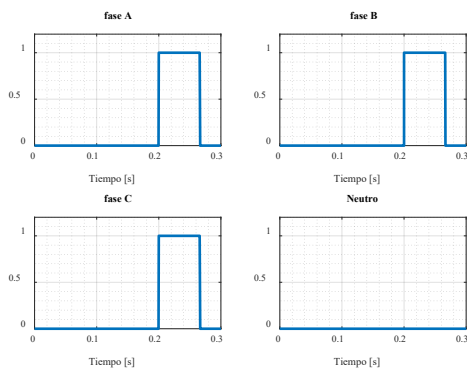 fase A
1
0.5
0
0 0.1 0.2 0.3
Tiempo [s]
fase B
1
0.5
0
0 0.1 0.2 0.3
Tiempo [s]
fase C
1
0.5
0
0 0.1 0.2 0.3
Tiempo [s]
Neutro
1
0.5
0
0 0.1 0.2 0.3
Tiempo [s]